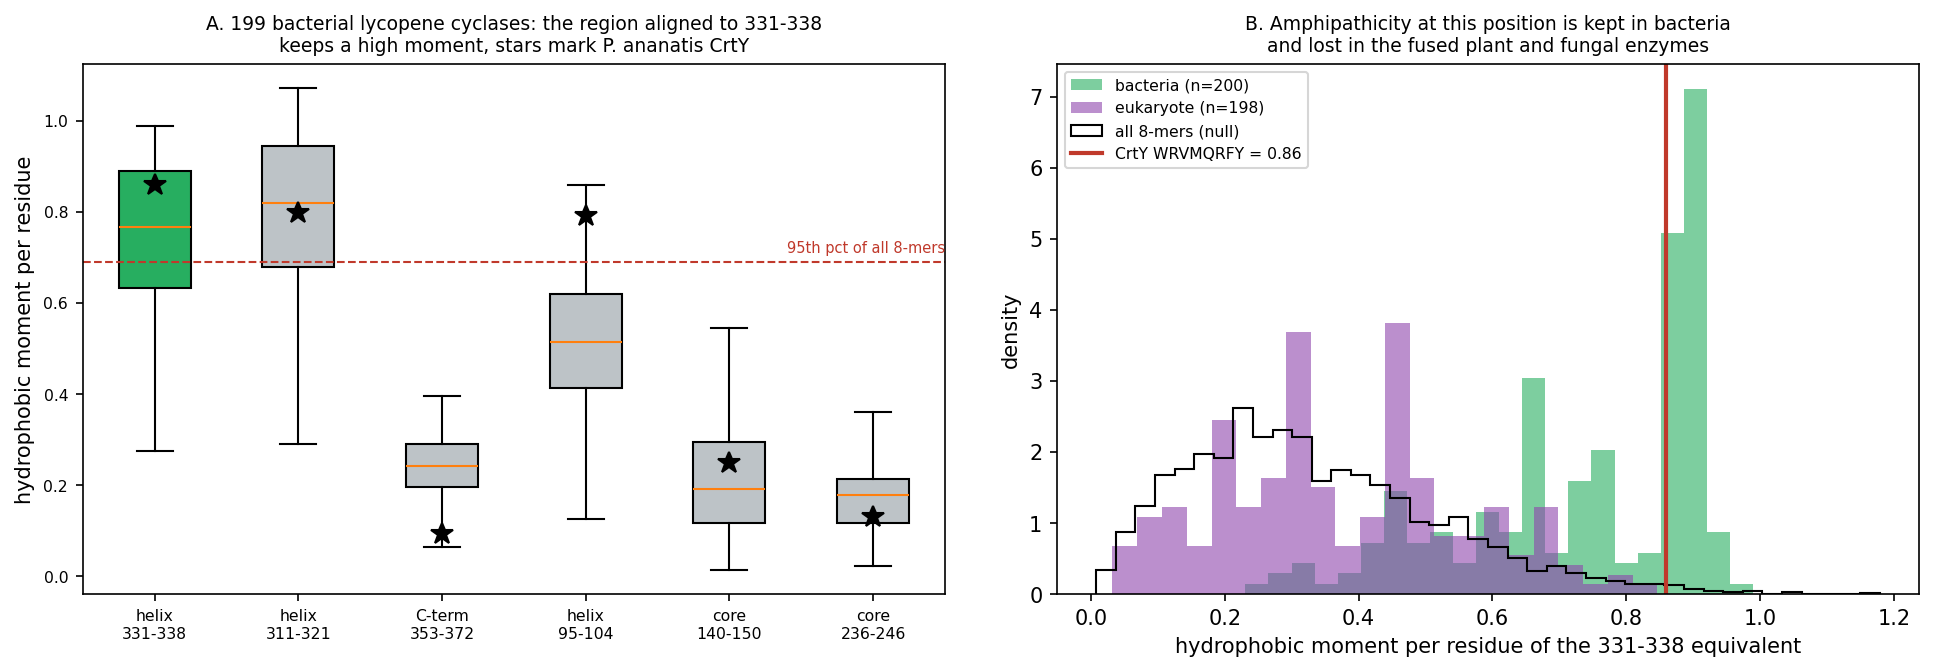 A. 199 bacterial lycopene cyclases: the region aligned to 331-338
keeps a high moment, stars mark P. ananatis CrtY
hydrophobic moment per residue
1.0
0.8
0.6
0.4
0.2
0.0
95th pct of all 8-mers
helix
331-338
helix
311-321
C-term
353-372
helix
95-104
core
140-150
core
236-246
B. Amphipathicity at this position is kept in bacteria
and lost in the fused plant and fungal enzymes
density
7
6
5
4
3
2
1
0
bacteria (n=200)
eukaryote (n=198)
all 8-mers (null)
CrtY WRVMQRFY = 0.86
0.0
0.2
0.4
0.6
0.8
1.0
1.2
hydrophobic moment per residue of the 331-338 equivalent